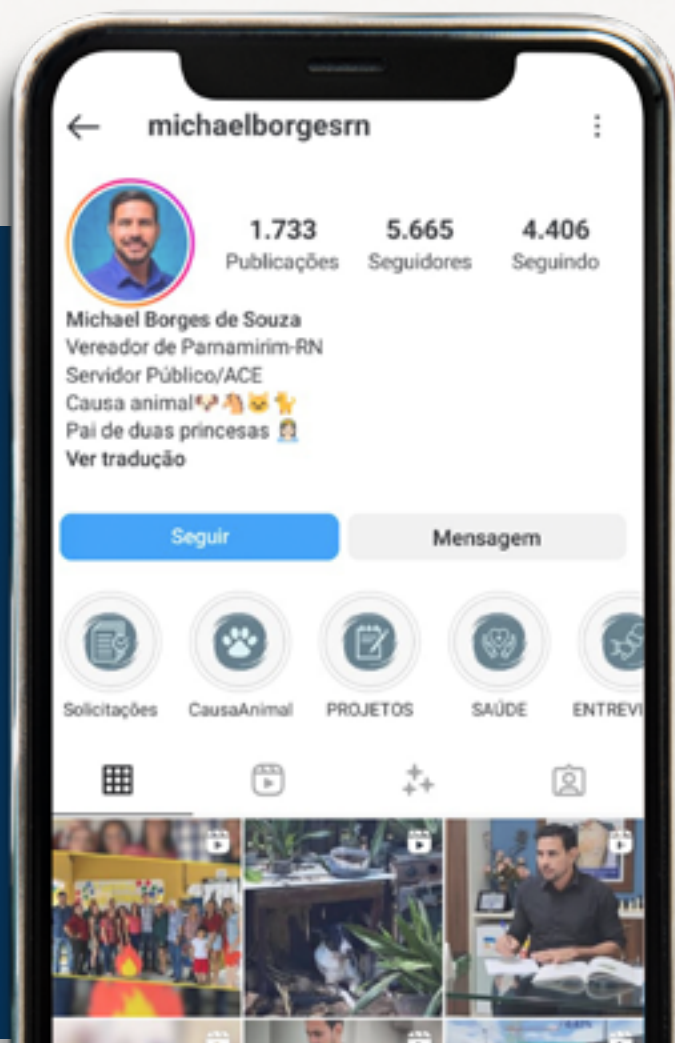 michaelborgesrn
1.733 5.665 4.406
Publicações Seguidores Seguindo
Michael Borges de Souza
Vereador de Parnamirim-RN
Servidor Público/ACE
Causa animal🐶🐴🐱🐈
Pai de duas princesas 👸🏻
Ver tradução
Seguir Mensagem
Solicitações CausaAnimal PROJETOS SAÚDE ENTREVI